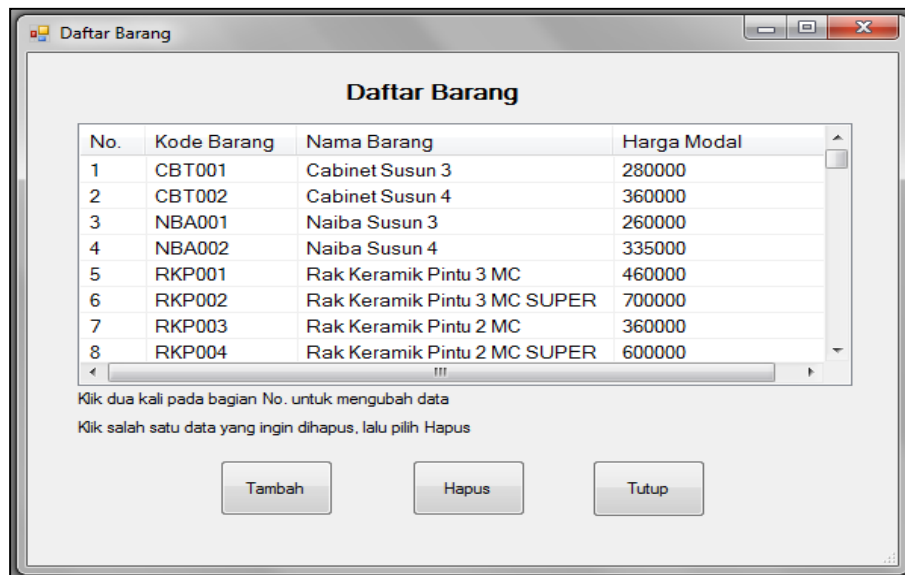 Daftar Barang
Daftar Barang
No. Kode Barang Nama Barang Harga Modal
1 CBT001 Cabinet Susun 3 280000
2 CBT002 Cabinet Susun 4 360000
3 NBA001 Naiba Susun 3 260000
4 NBA002 Naiba Susun 4 335000
5 RKP001 Rak Keramik Pintu 3 MC 460000
6 RKP002 Rak Keramik Pintu 3 MC SUPER 700000
7 RKP003 Rak Keramik Pintu 2 MC 360000
8 RKP004 Rak Keramik Pintu 2 MC SUPER 600000
Klik dua kali pada bagian No. untuk mengubah data
Klik salah satu data yang ingin dihapus, lalu pilih Hapus
Tambah Hapus Tutup